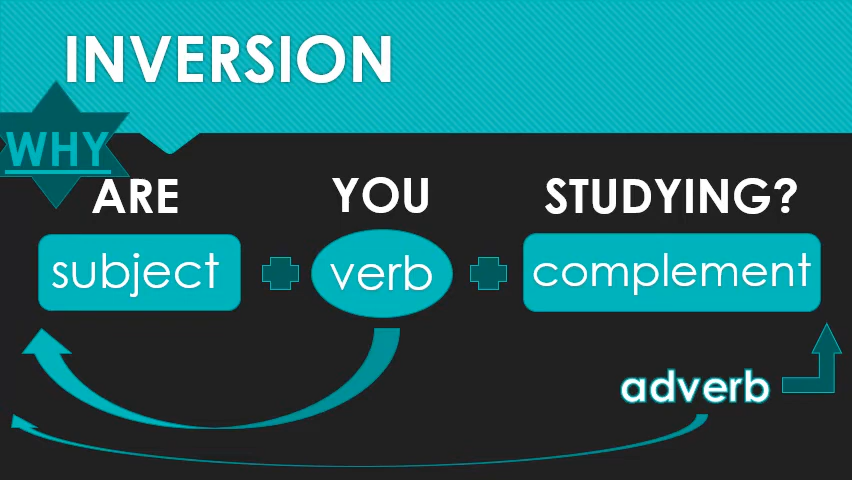 INVERSION
WHY
ARE YOU STUDYING?
subject verb complement
adverb